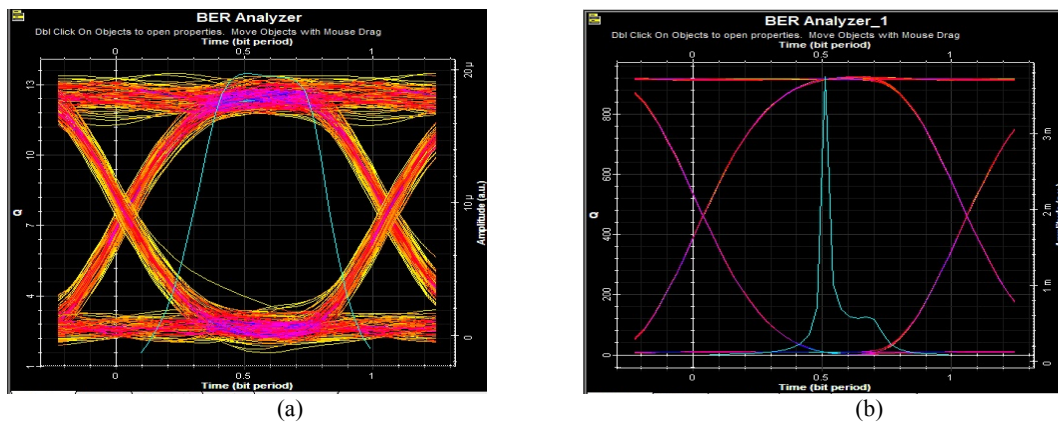 BER Analyzer
Dbl Click On Objects to open properties. Move Objects with Mouse Drag
Time (bit period)
0 0.5 1
Q
13
10
7
4
1
20 µ
10 µ
0
Amplitude (a.u.)
0 0.5 1
Time (bit period)
(a)
BER Analyzer_1
Dbl Click On Objects to open properties. Move Objects with Mouse Drag
Time (bit period)
0 0.5 1
Q
800
600
400
200
0
3 m
2 m
1 m
0
0 0.5 1
Time (bit period)
(b)